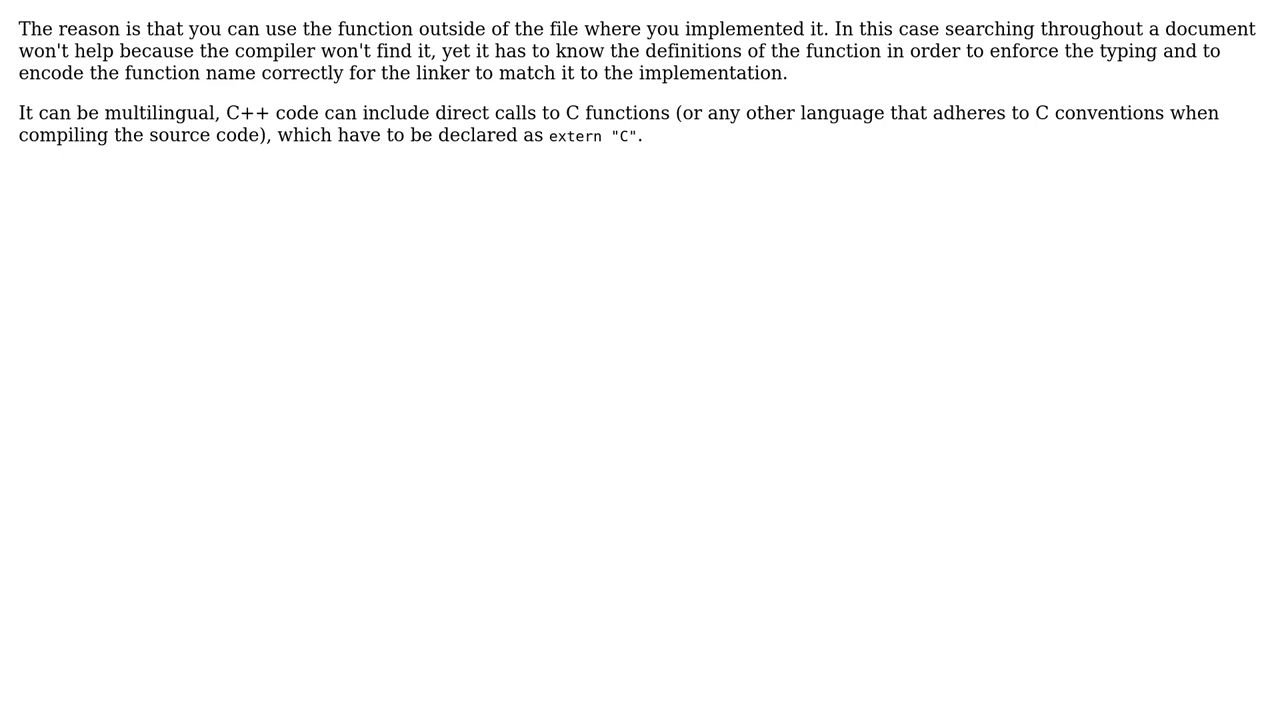 The reason is that you can use the function outside of the file where you implemented it. In this case searching throughout a document
won't help because the compiler won't find it, yet it has to know the definitions of the function in order to enforce the typing and to
encode the function name correctly for the linker to match it to the implementation.
It can be multilingual, C++ code can include direct calls to C functions (or any other language that adheres to C conventions when
compiling the source code), which have to be declared as extern "C".